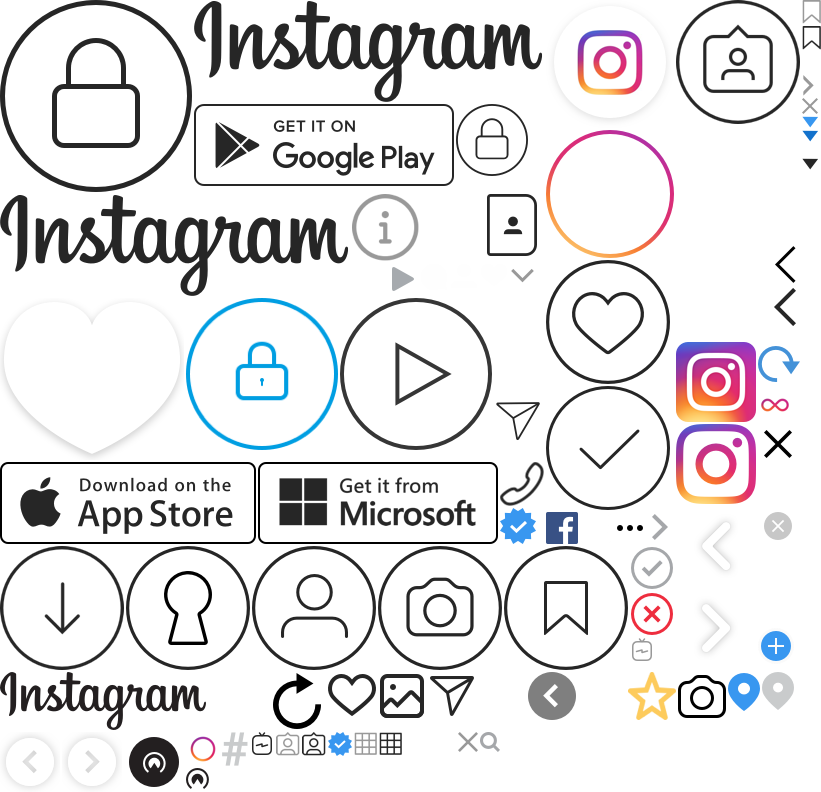 Instagram
GET IT ON
Google Play
Instagram
Download on the
App Store
Get it from
Microsoft
Instagram